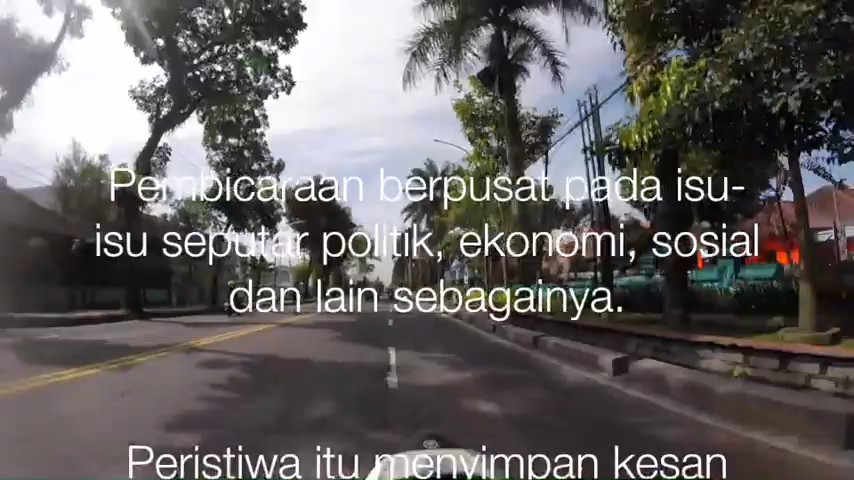 Pembicaraan berpusat pada isu-
isu seputar politik, ekonomi, sosial
dan lain sebagainya.
Peristiwa itu menyimpan kesan